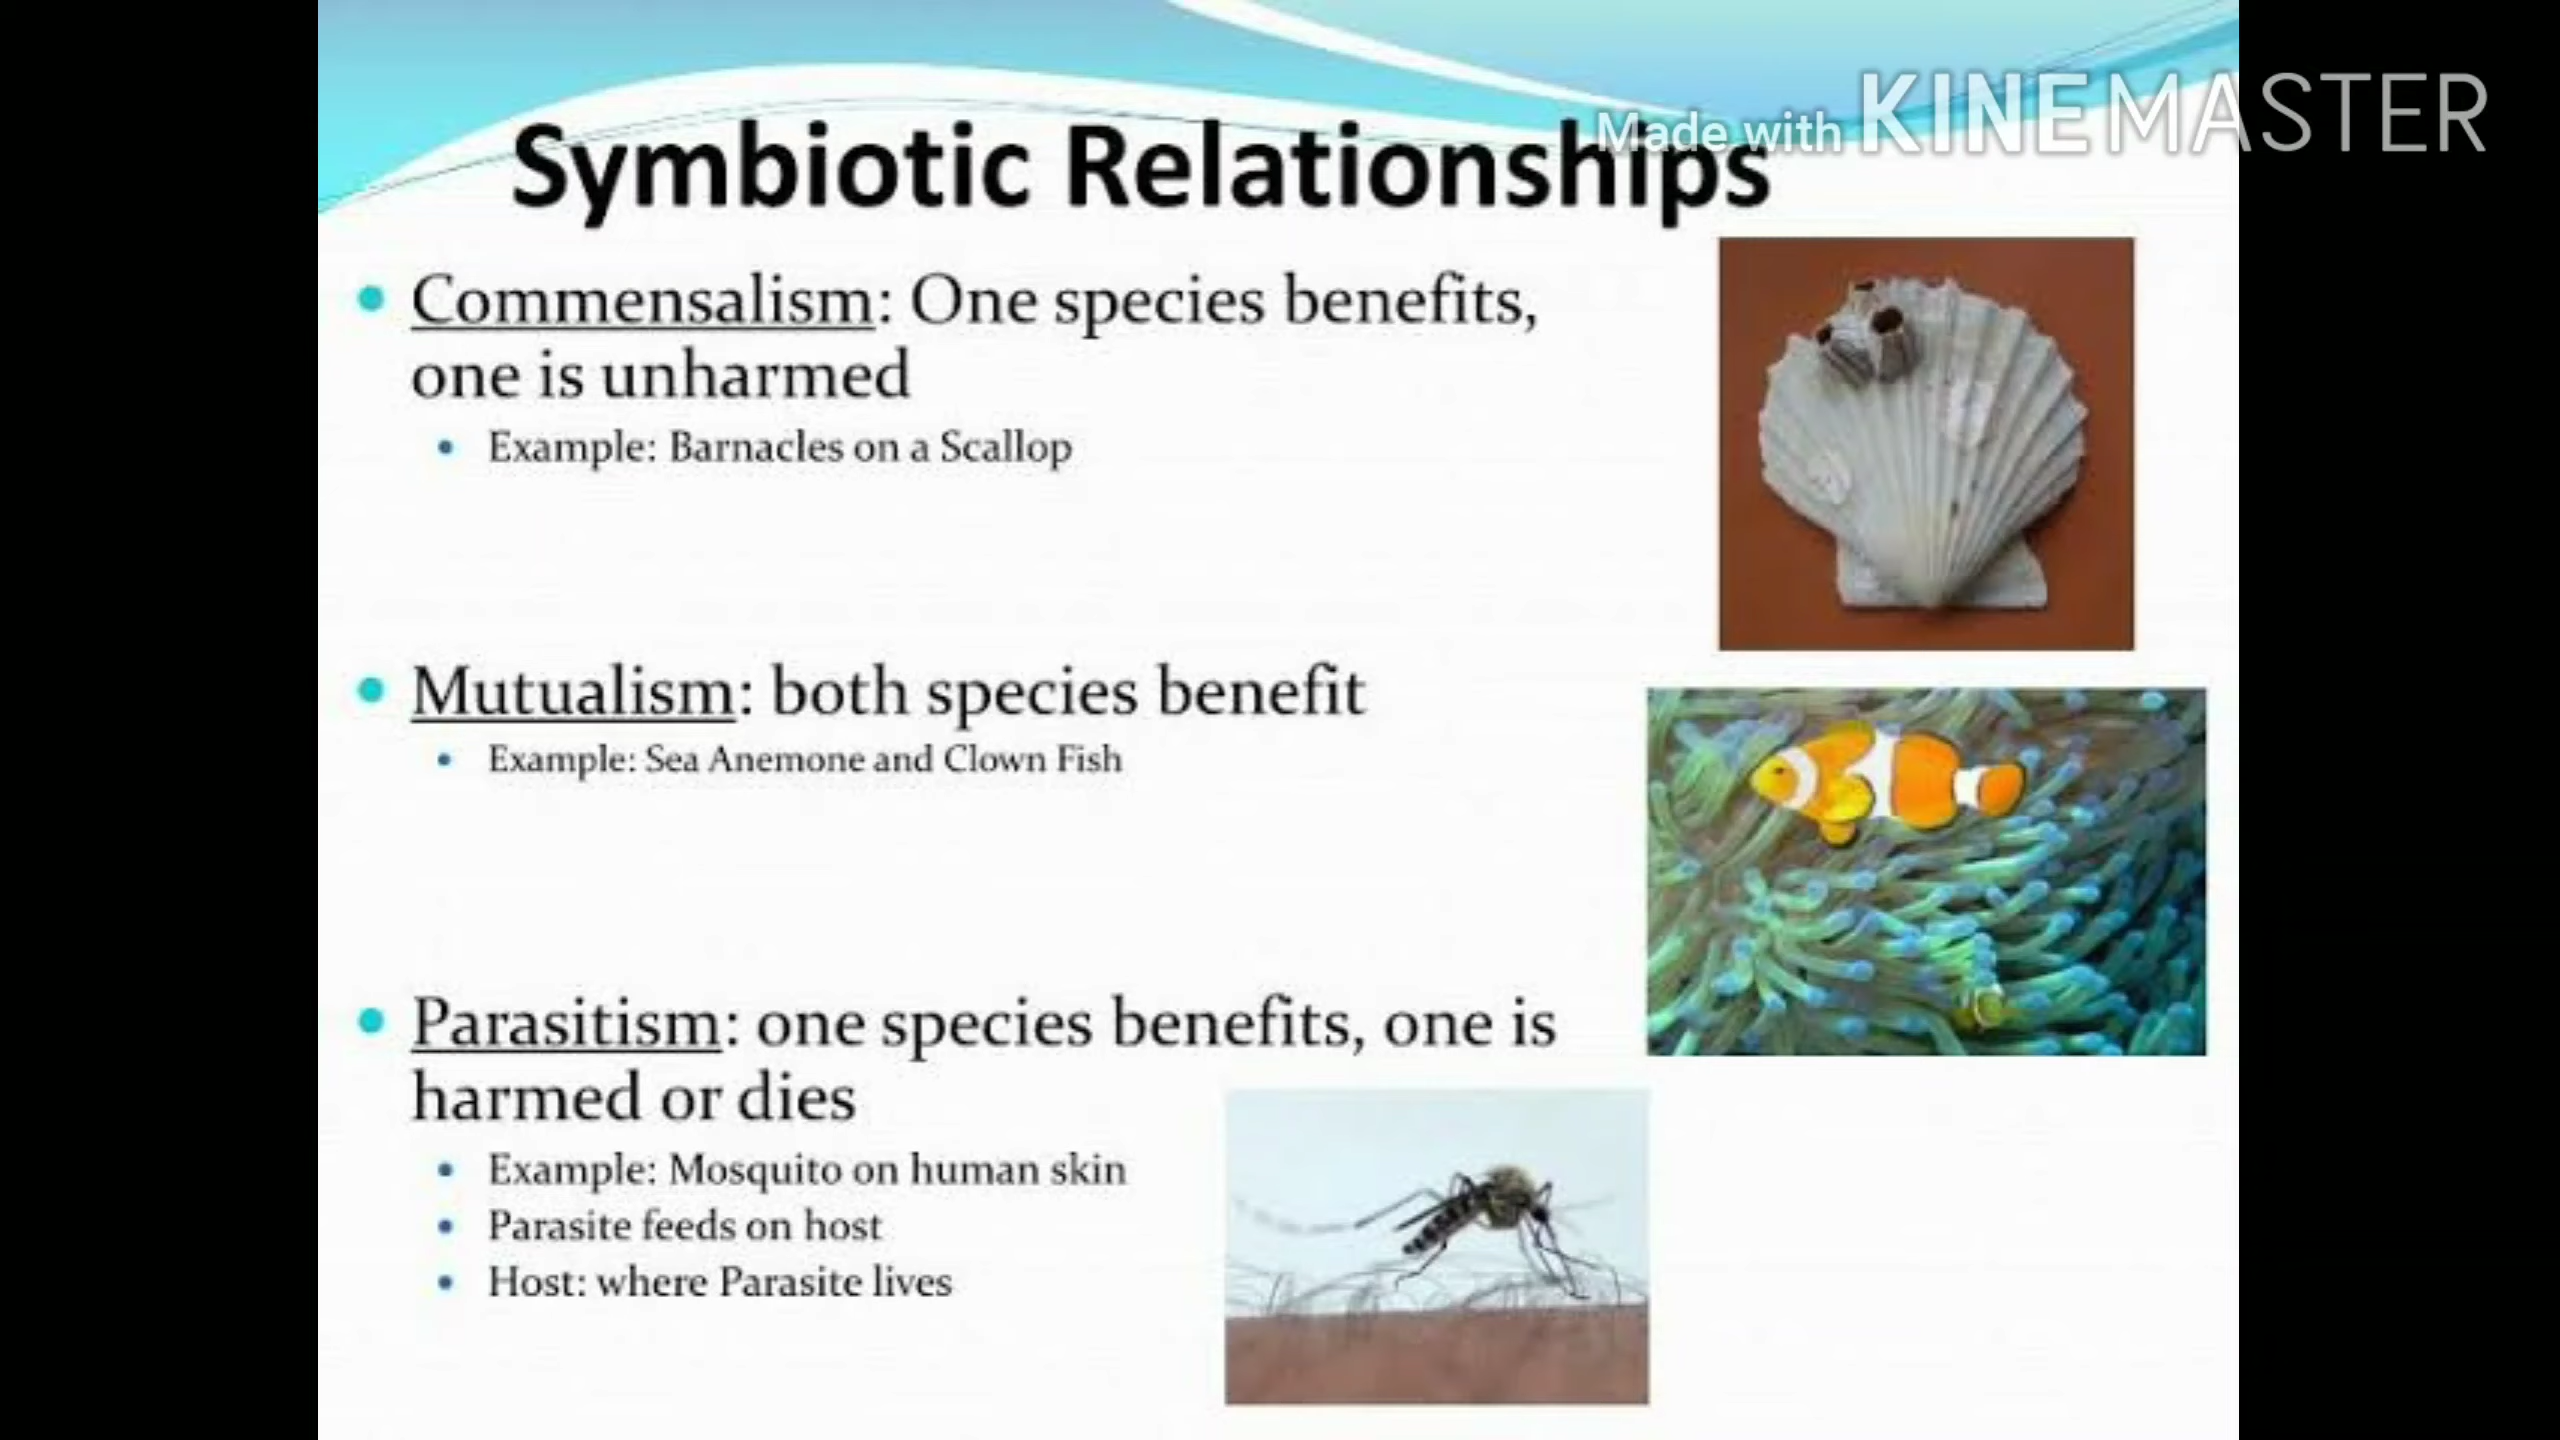 Made with KINEMASTER
Symbiotic Relationships
• Commensalism: One species benefits,
one is unharmed
• Example: Barnacles on a Scallop
• Mutualism: both species benefit
• Example: Sea Anemone and Clown Fish
• Parasitism: one species benefits, one is
harmed or dies
• Example: Mosquito on human skin
• Parasite feeds on host
• Host: where Parasite lives